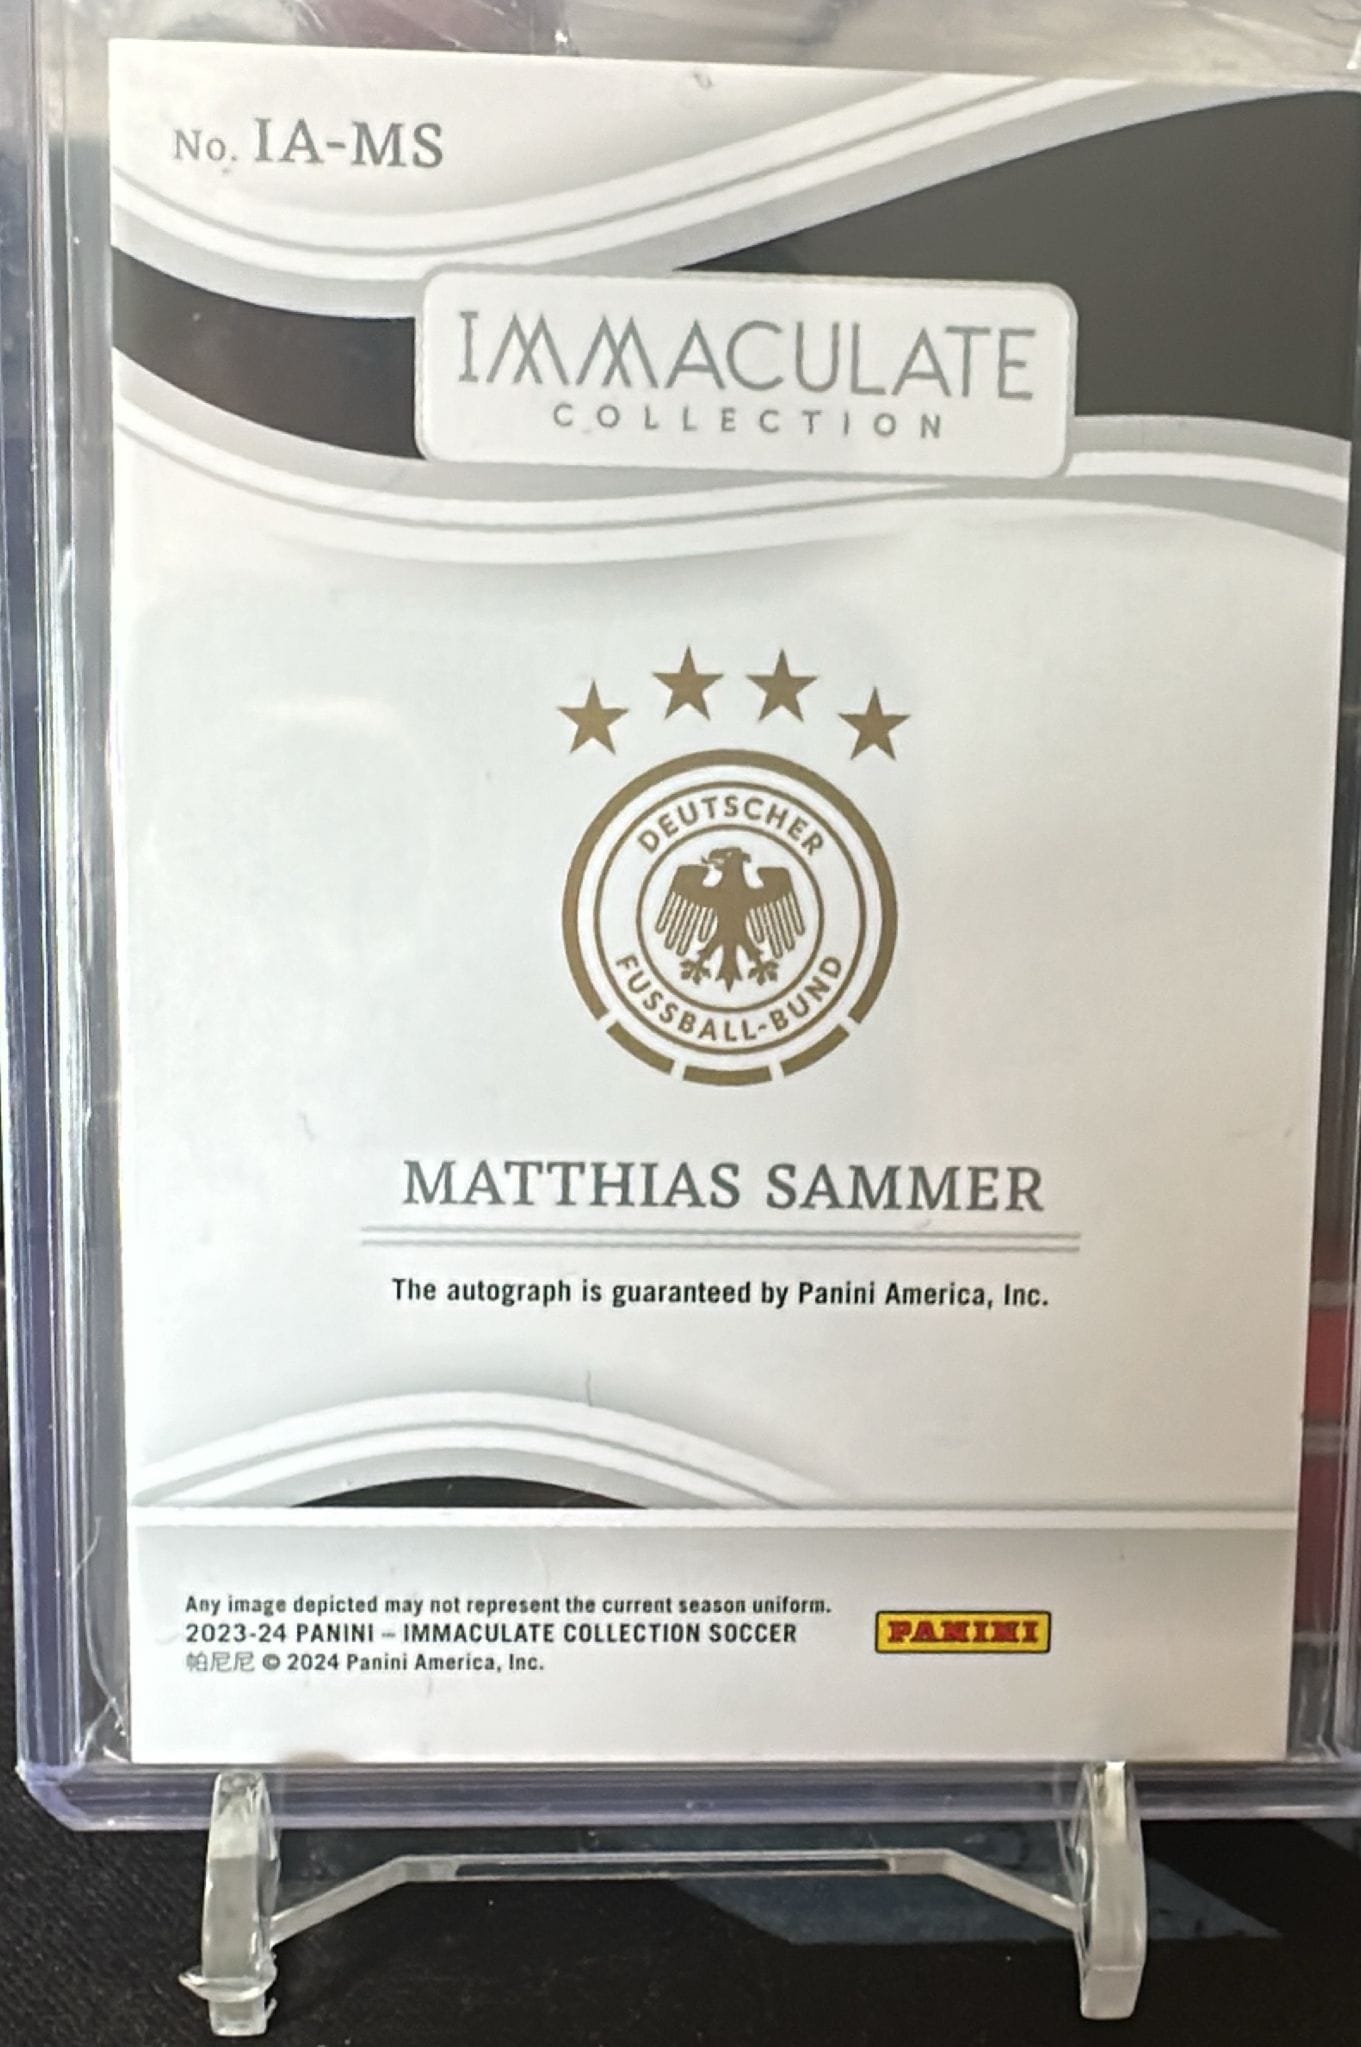 No. IA-MS
IMMACULATE
COLLECTION
DEUTSCHER
FUSSBALL-BUND
MATTHIAS SAMMER
The autograph is guaranteed by Panini America, Inc.
Any image depicted may not represent the current season uniform.
2023-24 PANINI – IMMACULATE COLLECTION SOCCER
帕尼尼 © 2024 Panini America, Inc.
PANINI